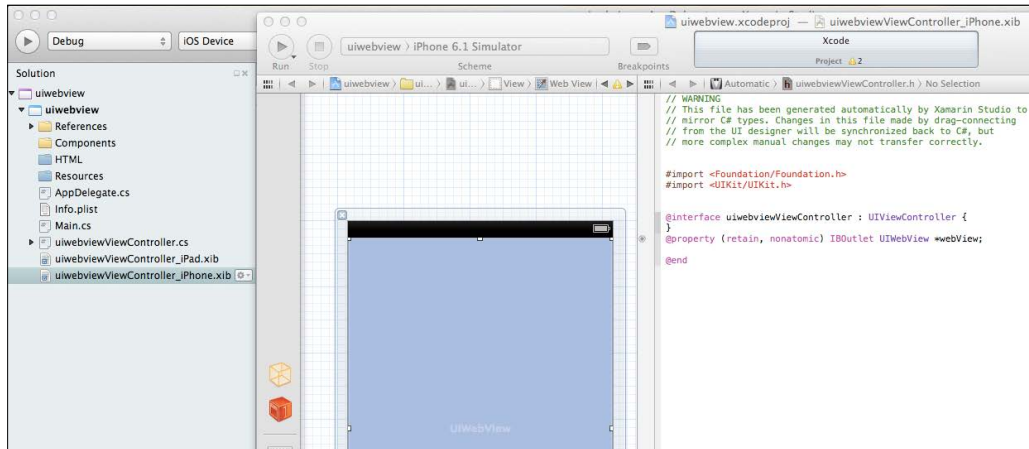 Debug
iOS Device
Solution
uiwebview
uiwebview
References
Components
HTML
Resources
AppDelegate.cs
Info.plist
Main.cs
uiwebviewViewController.cs
uiwebviewViewController_iPad.xib
uiwebviewViewController_iPhone.xib
uiwebview.xcodeproj — uiwebviewViewController_iPhone.xib
uiwebview 〉 iPhone 6.1 Simulator
Run
Stop
Scheme
Breakpoints
Xcode
Project 2
uiwebview 〉 ui... 〉 ui... 〉 View 〉 Web View
Automatic 〉 uiwebviewViewController.h 〉 No Selection
// WARNING
// This file has been generated automatically by Xamarin Studio to
// mirror C# types. Changes in this file made by drag-connecting
// from the UI designer will be synchronized back to C#, but
// more complex manual changes may not transfer correctly.
#import <Foundation/Foundation.h>
#import <UIKit/UIKit.h>
@interface uiwebviewViewController : UIViewController {
}
@property (retain, nonatomic) IBOutlet UIWebView *webView;
@end
UIWebView